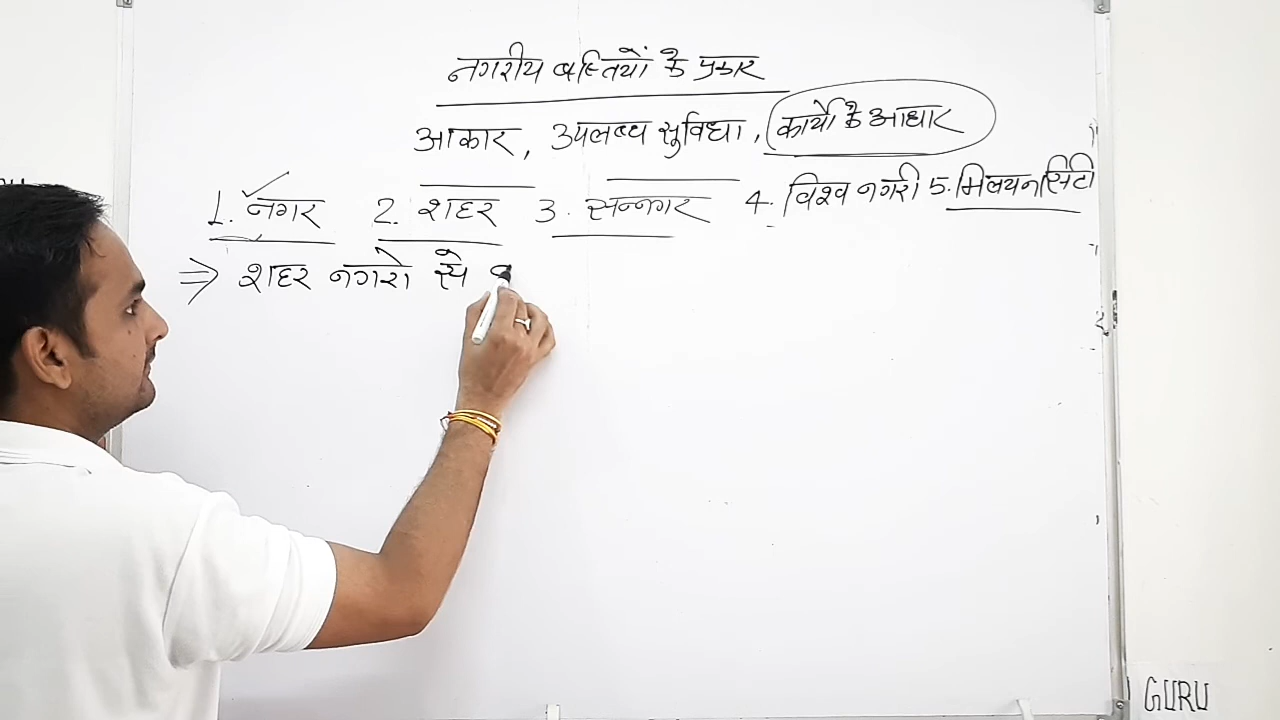 नगरीय बस्तियों के प्रकार
आकार, उपलब्ध सुविधा, कार्यो के आधार
1. नगर 2. शहर 3. सन्नगर 4. विश्व नगरी 5. मिलयन सिटी
⇒ शहर नगरो से
GURU